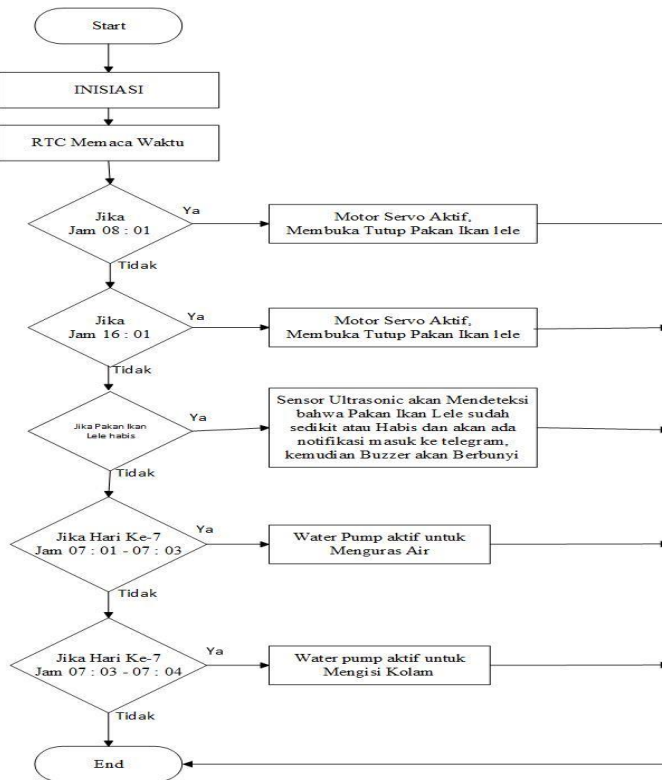 Start
INISIASI
RTC Memaca Waktu
Jika
Jam 08 : 01
Ya
Motor Servo Aktif,
Membuka Tutup Pakan Ikan lele
Tidak
Jika
Jam 16 : 01
Ya
Motor Servo Aktif,
Membuka Tutup Pakan Ikan lele
Tidak
Jika Pakan Ikan
Lele habis
Ya
Sensor Ultrasonic akan Mendeteksi
bahwa Pakan Ikan Lele sudah
sedikit atau Habis dan akan ada
notifikasi masuk ke telegram,
kemudian Buzzer akan Berbunyi
Tidak
Jika Hari Ke-7
Jam 07 : 01 - 07 : 03
Ya
Water Pump aktif untuk
Menguras Air
Tidak
Jika Hari Ke-7
Jam 07 : 03 - 07 : 04
Ya
Water pump aktif untuk
Mengisi Kolam
Tidak
End